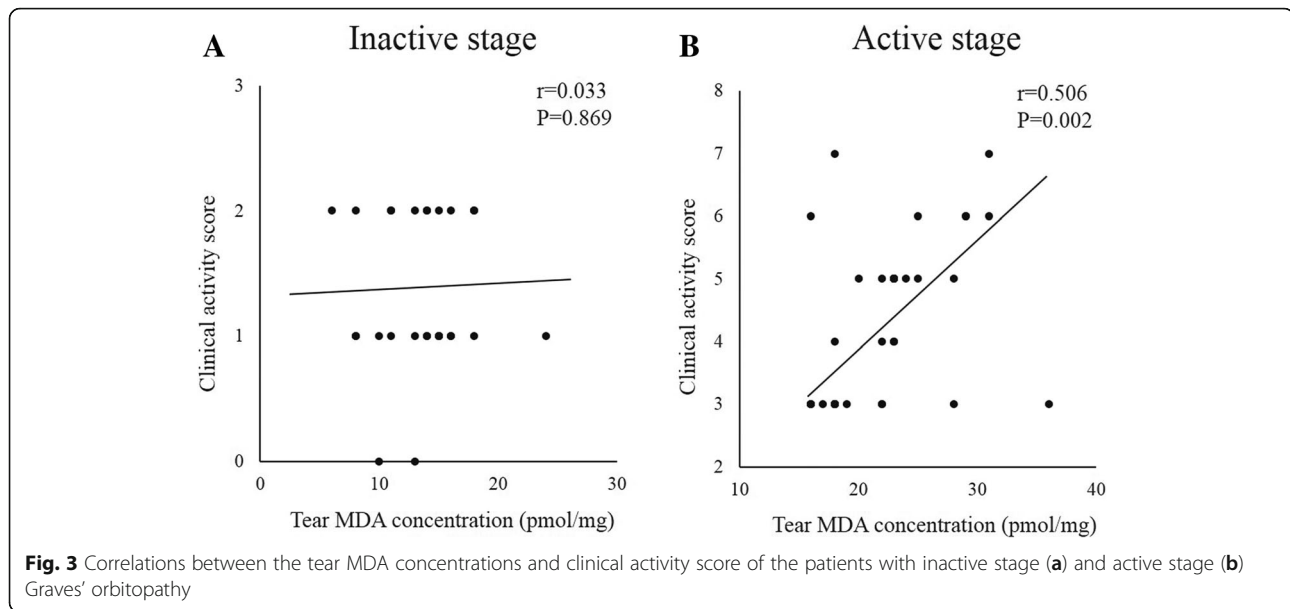 A
Inactive stage
r=0.033
P=0.869
Clinical activity score
3
2
1
0
0
10
20
30
Tear MDA concentration (pmol/mg)
B
Active stage
r=0.506
P=0.002
Clinical activity score
8
7
6
5
4
3
2
10
20
30
40
Tear MDA concentration (pmol/mg)
Fig. 3 Correlations between the tear MDA concentrations and clinical activity score of the patients with inactive stage (a) and active stage (b)
Graves’ orbitopathy